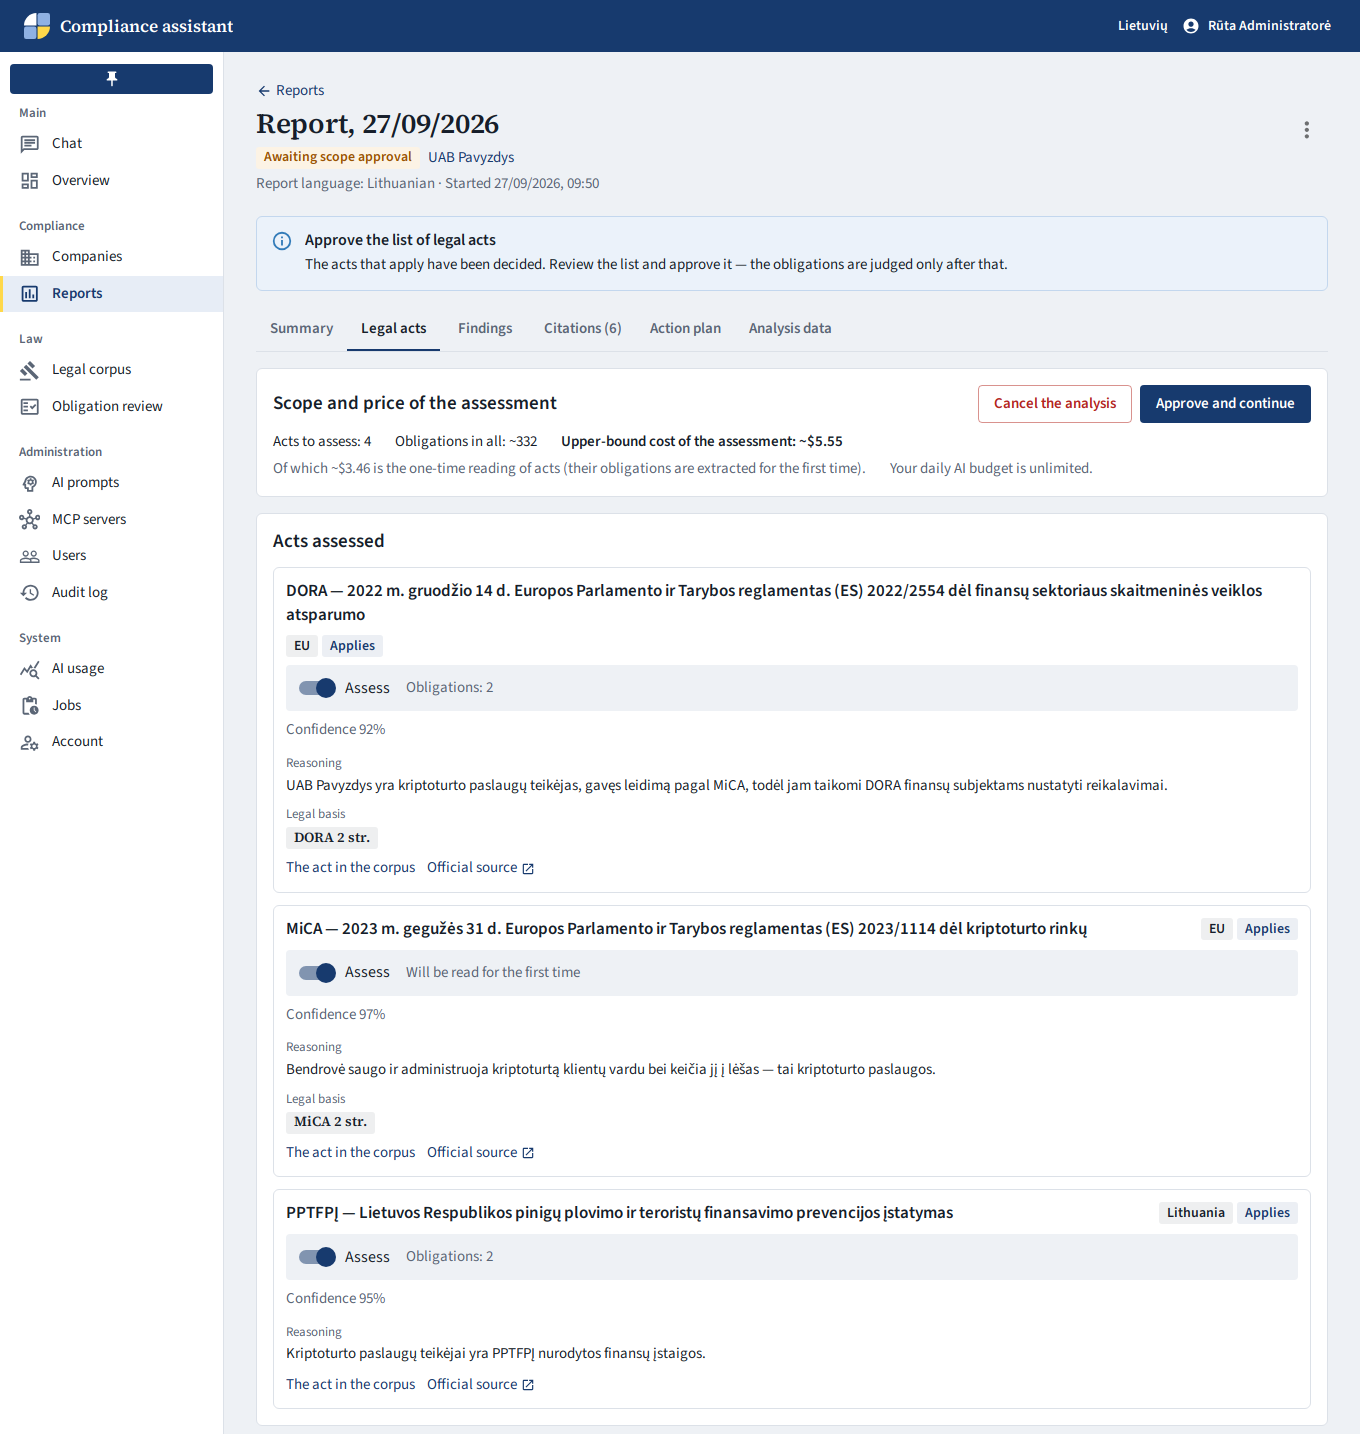 Compliance assistant
Lietuvių
Rūta Administratorė
Main
Chat
Overview
Compliance
Companies
Reports
Law
Legal corpus
Obligation review
Administration
AI prompts
MCP servers
Users
Audit log
System
AI usage
Jobs
Account
Reports
Report, 27/09/2026
Awaiting scope approval UAB Pavyzdys
Report language: Lithuanian · Started 27/09/2026, 09:50
Approve the list of legal acts
The acts that apply have been decided. Review the list and approve it — the obligations are judged only after that.
Summary Legal acts Findings Citations (6) Action plan Analysis data
Scope and price of the assessment
Cancel the analysis Approve and continue
Acts to assess: 4 Obligations in all: ~332 Upper-bound cost of the assessment: ~$5.55
Of which ~$3.46 is the one-time reading of acts (their obligations are extracted for the first time). Your daily AI budget is unlimited.
Acts assessed
DORA — 2022 m. gruodžio 14 d. Europos Parlamento ir Tarybos reglamentas (ES) 2022/2554 dėl finansų sektoriaus skaitmeninės veiklos
atsparumo
EU Applies
Assess Obligations: 2
Confidence 92%
Reasoning
UAB Pavyzdys yra kriptoturto paslaugų teikėjas, gavęs leidimą pagal MiCA, todėl jam taikomi DORA finansų subjektams nustatyti reikalavimai.
Legal basis
DORA 2 str.
The act in the corpus Official source
MiCA — 2023 m. gegužės 31 d. Europos Parlamento ir Tarybos reglamentas (ES) 2023/1114 dėl kriptoturto rinkų
EU Applies
Assess Will be read for the first time
Confidence 97%
Reasoning
Bendrovė saugo ir administruoja kriptoturtą klientų vardu bei keičia jį į lėšas — tai kriptoturto paslaugos.
Legal basis
MiCA 2 str.
The act in the corpus Official source
PPTFPĮ — Lietuvos Respublikos pinigų plovimo ir teroristų finansavimo prevencijos įstatymas
Lithuania Applies
Assess Obligations: 2
Confidence 95%
Reasoning
Kriptoturto paslaugų teikėjai yra PPTFPĮ nurodytos finansų įstaigos.
The act in the corpus Official source